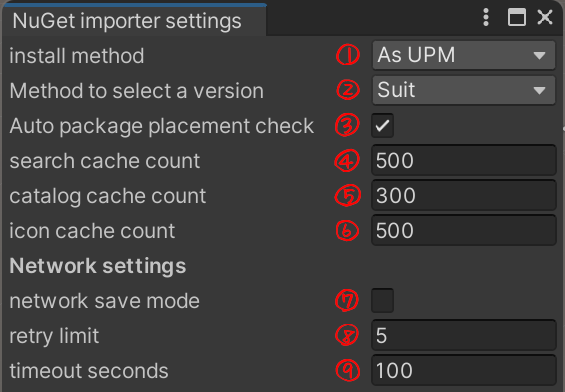 NuGet importer settings
install method ① As UPM
Method to select a version ② Suit
Auto package placement check ③
search cache count ④ 500
catalog cache count ⑤ 300
icon cache count ⑥ 500
Network settings
network save mode ⑦
retry limit ⑧ 5
timeout seconds ⑨ 100